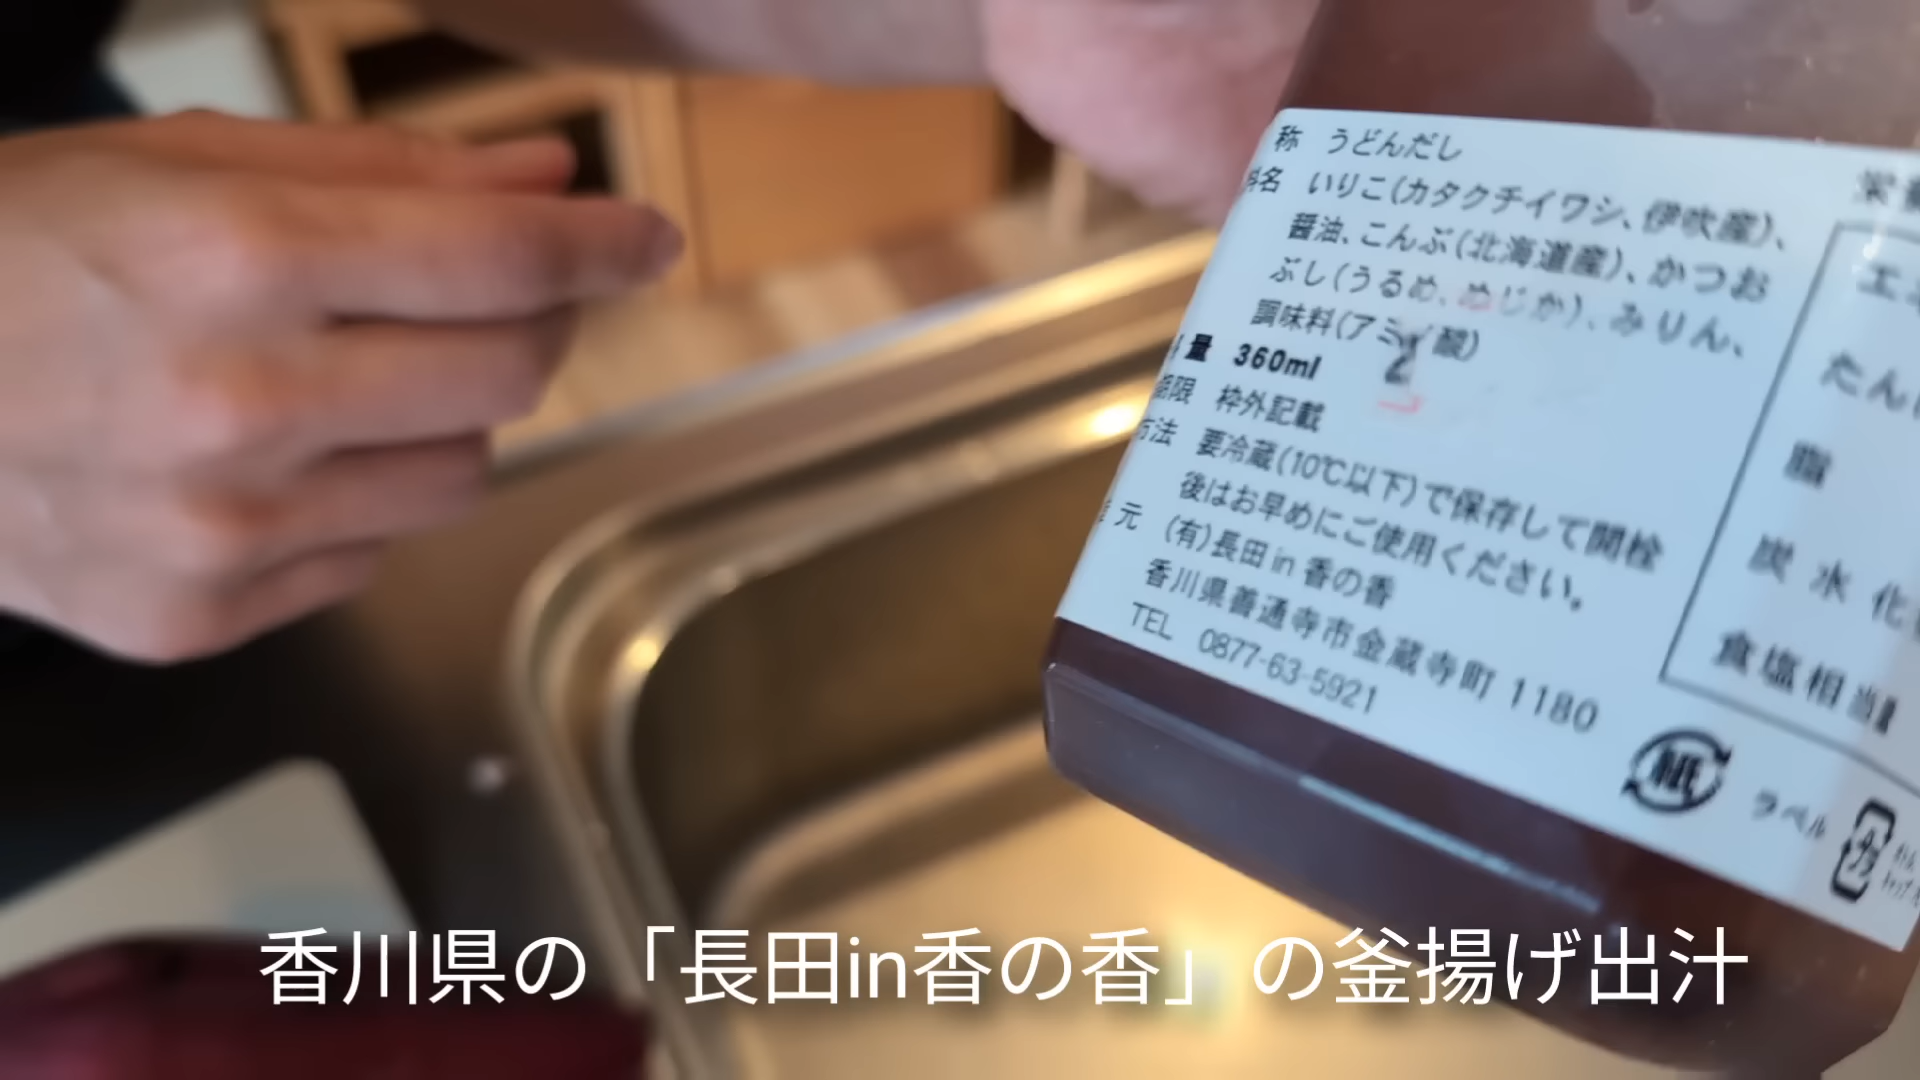 称 うどんだし
料名 いりこ(カタクチイワシ、伊吹産)、
醤油、こんぶ(北海道産)、かつお
ぶし(うるめ、めじか)、みりん、
調味料(アミノ酸)
量 360ml
期限 枠外記載
方法 要冷蔵(10℃以下)で保存して開栓
後はお早めにご使用ください。
元 (有)長田in香の香
香川県善通寺市金蔵寺町 1180
TEL 0877-63-5921
栄養
エネ
たん
脂
炭水化
食塩相当
紙
ラベル
香川県の「長田in香の香」の釜揚げ出汁